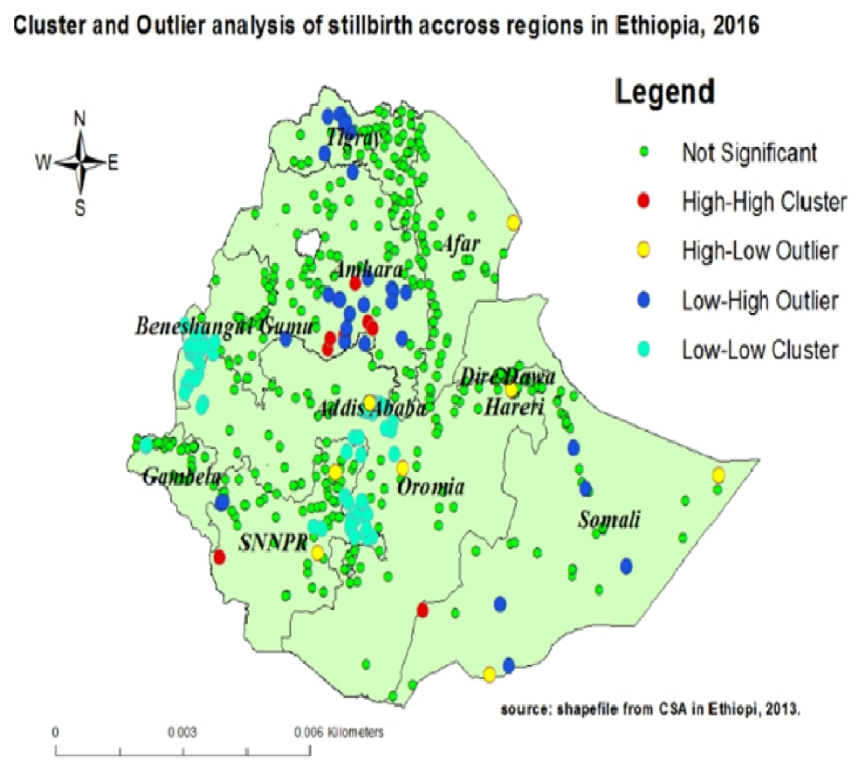 Cluster and Outlier analysis of stillbirth accross regions in Ethiopia, 2016
Legend
N
W E
S
Not Significant
High-High Cluster
High-Low Outlier
Low-High Outlier
Low-Low Cluster
Tigray
Afar
Amhara
Beneshangul Gumu
Dire Dawa
Addis Ababa
Hareri
Gambela
Oromia
SNNPR
Somali
source: shapefile from CSA in Ethiopi, 2013.
0 0.003 0.006 Kilometers